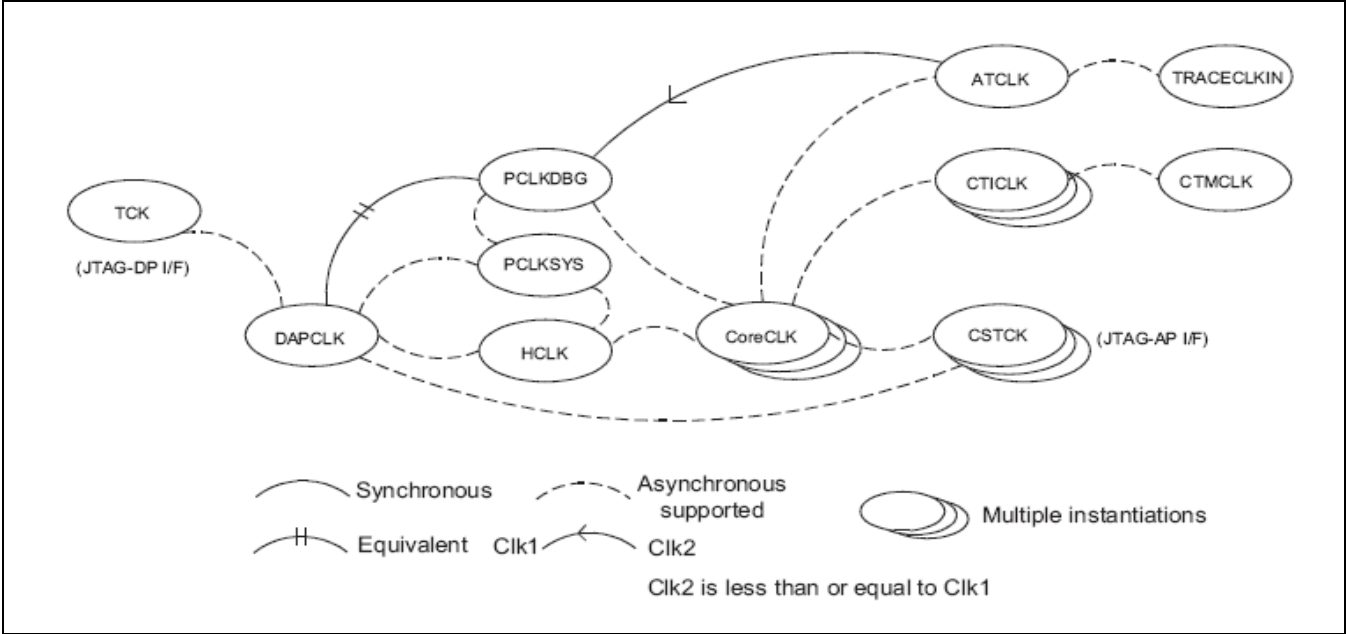 ATCLK
TRACECLKIN
PCLKDBG
CTICLK
CTMCLK
TCK
(JTAG-DP I/F)
PCLKSYS
DAPCLK
HCLK
CoreCLK
CSTCK
(JTAG-AP I/F)
Synchronous
Asynchronous
supported
Multiple instantiations
Equivalent
Clk1
Clk2
Clk2 is less than or equal to Clk1